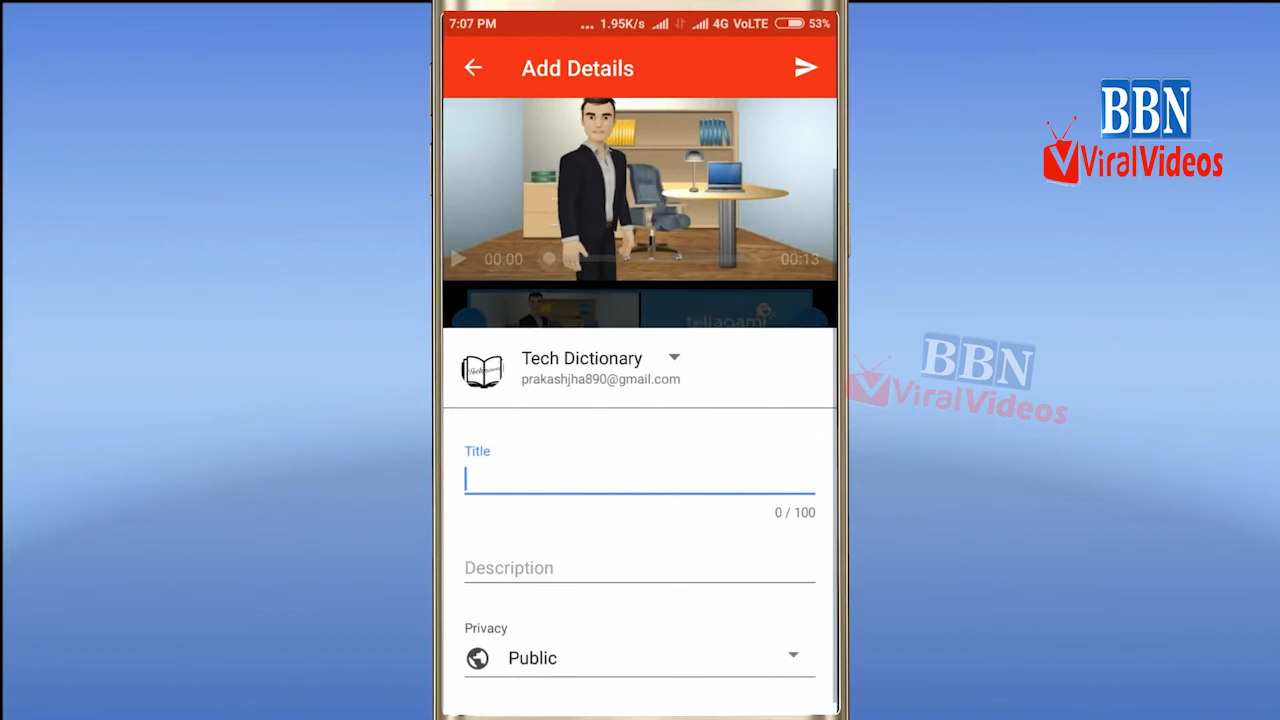 7:07 PM
... 1.95K/s 4G VoLTE 53%
Add Details
00:00
00:13
tellagami
Tech Dictionary
prakashjha890@gmail.com
Title
0 / 100
Description
Privacy
Public
BBN
ViralVideos
BBN
ViralVideos